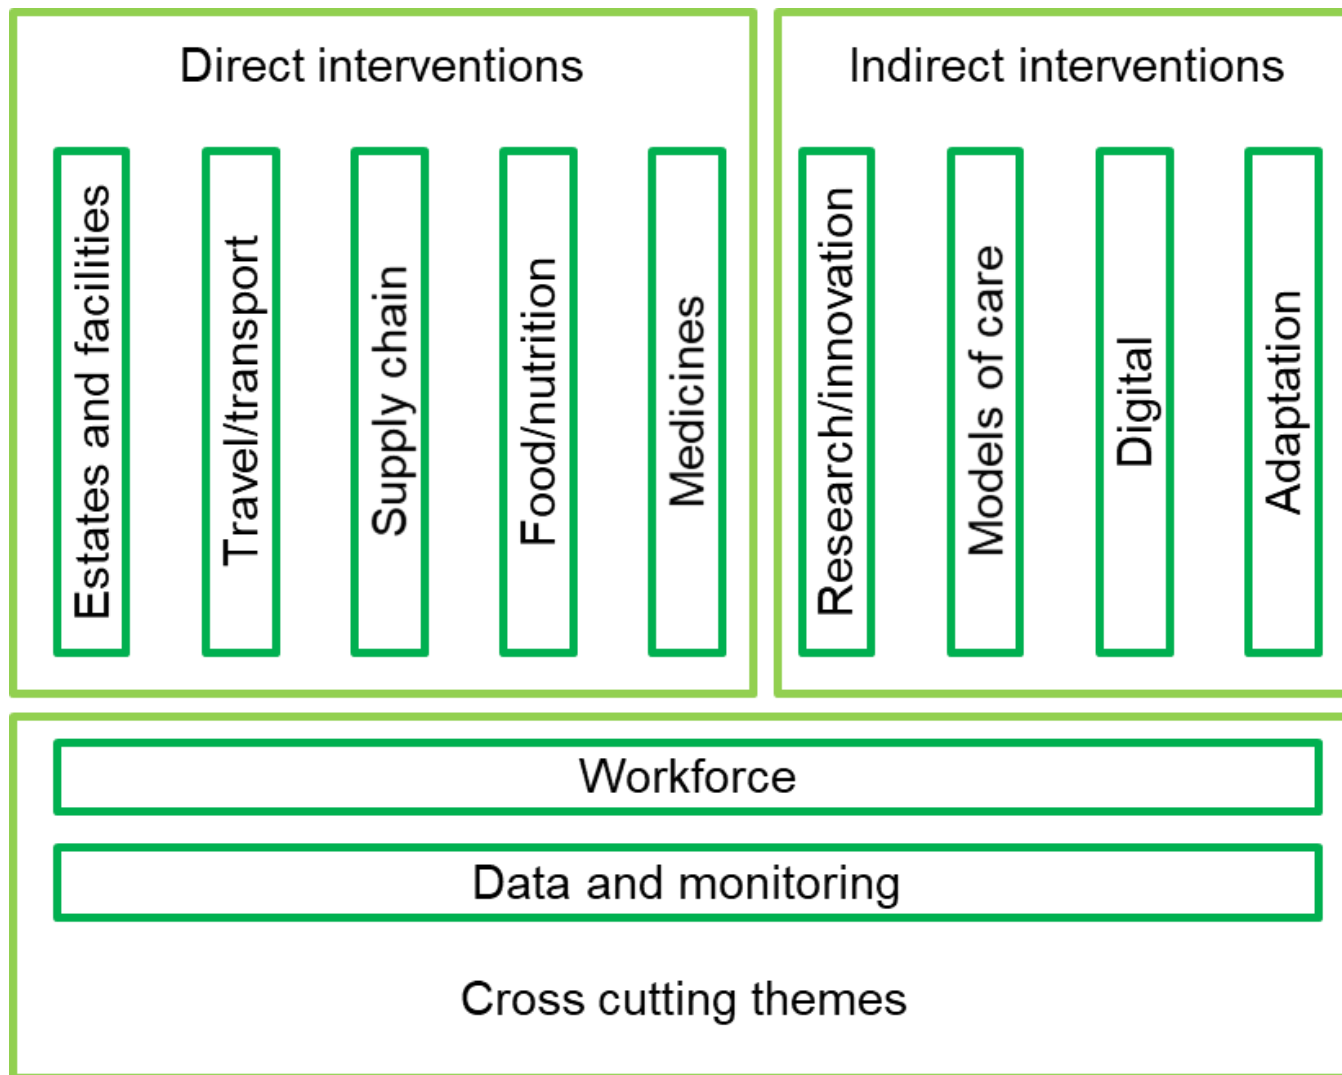 Direct interventions
Estates and facilities
Travel/transport
Supply chain
Food/nutrition
Medicines
Indirect interventions
Research/innovation
Models of care
Digital
Adaptation
Workforce
Data and monitoring
Cross cutting themes